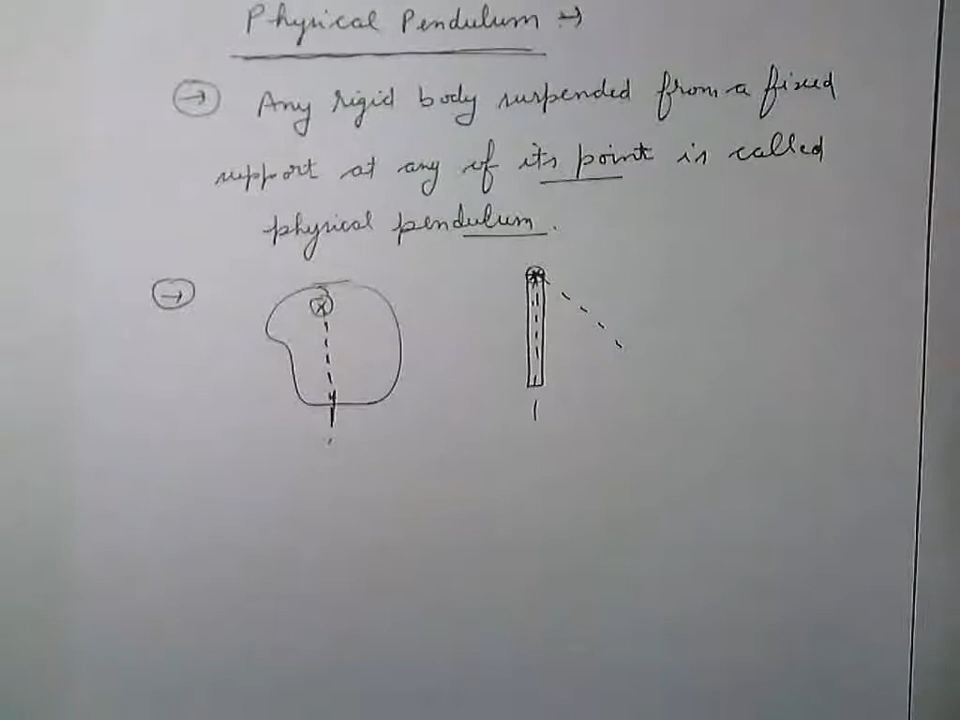 Physical Pendulum :→
→ Any rigid body suspended from a fixed
support at any of its point is called
physical pendulum.
→